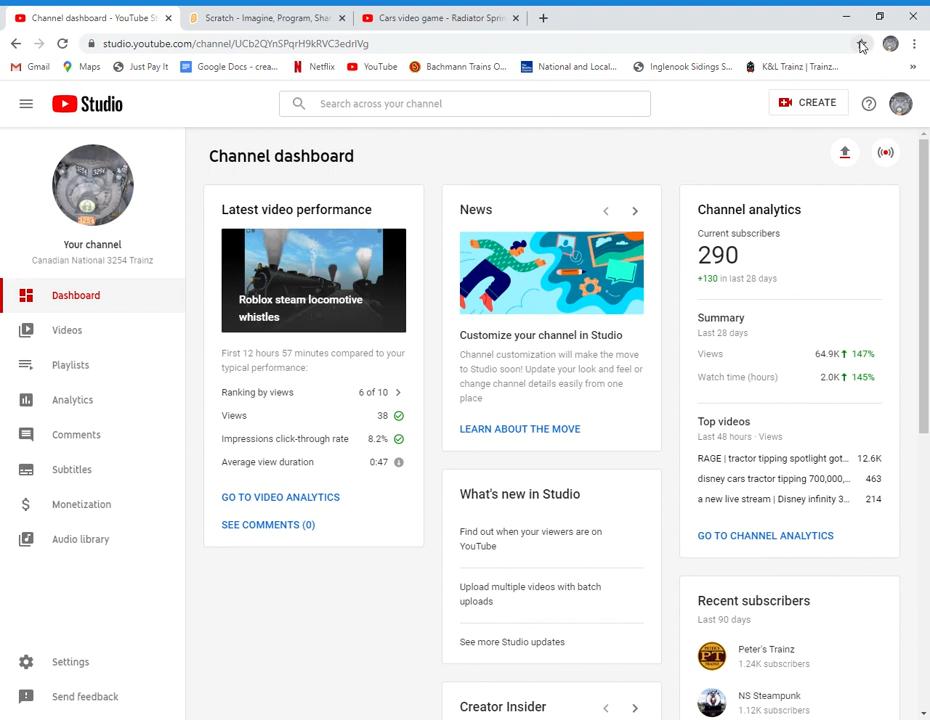 Channel dashboard - YouTube S
Scratch - Imagine, Program, Shar
Cars video game - Radiator Sprin
studio.youtube.com/channel/UCb2QYnSPqrH9kRVC3edrIVg
Gmail
Maps
Just Pay It
Google Docs - crea...
Netflix
YouTube
Bachmann Trains O...
National and Local...
Inglenook Sidings S...
K&L Trainz | Trainz...
Studio
Search across your channel
CREATE
Your channel
Canadian National 3254 Trainz
Dashboard
Videos
Playlists
Analytics
Comments
Subtitles
Monetization
Audio library
Settings
Send feedback
Channel dashboard
Latest video performance
Roblox steam locomotive
whistles
First 12 hours 57 minutes compared to your
typical performance:
Ranking by views 6 of 10
Views 38
Impressions click-through rate 8.2%
Average view duration 0:47
GO TO VIDEO ANALYTICS
SEE COMMENTS (0)
News
Customize your channel in Studio
Channel customization will make the move
to Studio soon! Update your look and feel or
change channel details easily from one
place
LEARN ABOUT THE MOVE
What's new in Studio
Find out when your viewers are on
YouTube
Upload multiple videos with batch
uploads
See more Studio updates
Creator Insider
Channel analytics
Current subscribers
290
+130 in last 28 days
Summary
Last 28 days
Views 64.9K 147%
Watch time (hours) 2.0K 145%
Top videos
Last 48 hours · Views
RAGE | tractor tipping spotlight got... 12.6K
disney cars tractor tipping 700,000,... 463
a new live stream | Disney infinity 3... 214
GO TO CHANNEL ANALYTICS
Recent subscribers
Last 90 days
Peter's Trainz
1.24K subscribers
NS Steampunk
1.12K subscribers